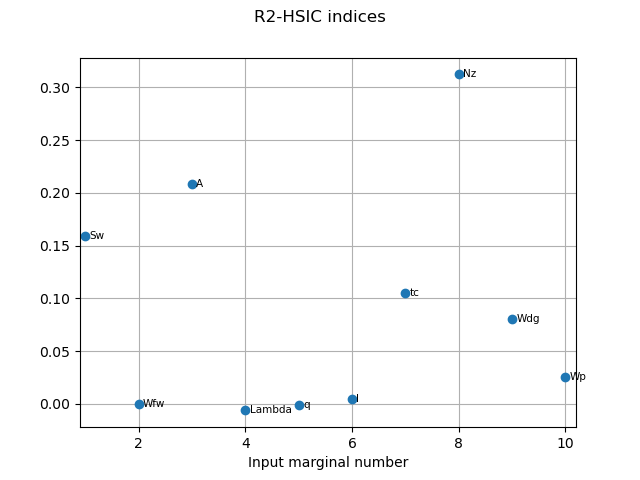 R2-HSIC indices
0.30
0.25
0.20
0.15
0.10
0.05
0.00
Nz
A
Sw
tc
Wdg
Wp
Wfw
Lambda
q
l
2
4
6
8
10
Input marginal number